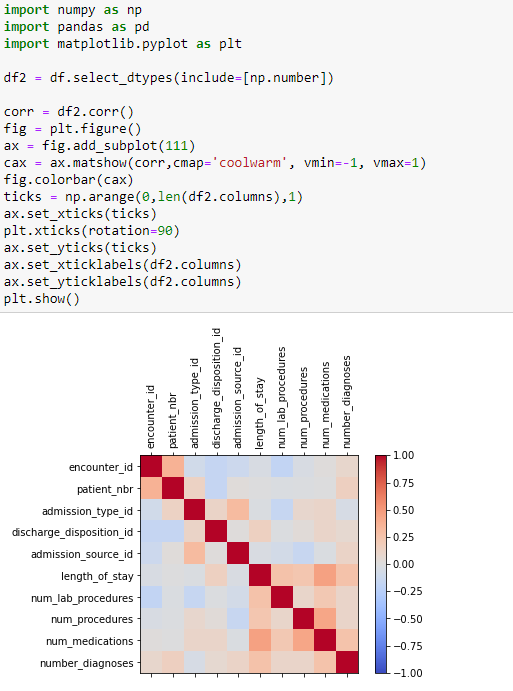 import numpy as np
import pandas as pd
import matplotlib.pyplot as plt
df2 = df.select_dtypes(include=[np.number])
corr = df2.corr()
fig = plt.figure()
ax = fig.add_subplot(111)
cax = ax.matshow(corr,cmap='coolwarm', vmin=-1, vmax=1)
fig.colorbar(cax)
ticks = np.arange(0,len(df2.columns),1)
ax.set_xticks(ticks)
plt.xticks(rotation=90)
ax.set_yticks(ticks)
ax.set_xticklabels(df2.columns)
ax.set_yticklabels(df2.columns)
plt.show()
encounter_id
patient_nbr
admission_type_id
discharge_disposition_id
admission_source_id
length_of_stay
num_lab_procedures
num_procedures
num_medications
number_diagnoses
encounter_id
patient_nbr
admission_type_id
discharge_disposition_id
admission_source_id
length_of_stay
num_lab_procedures
num_procedures
num_medications
number_diagnoses
1.00
0.75
0.50
0.25
0.00
−0.25
−0.50
−0.75
−1.00